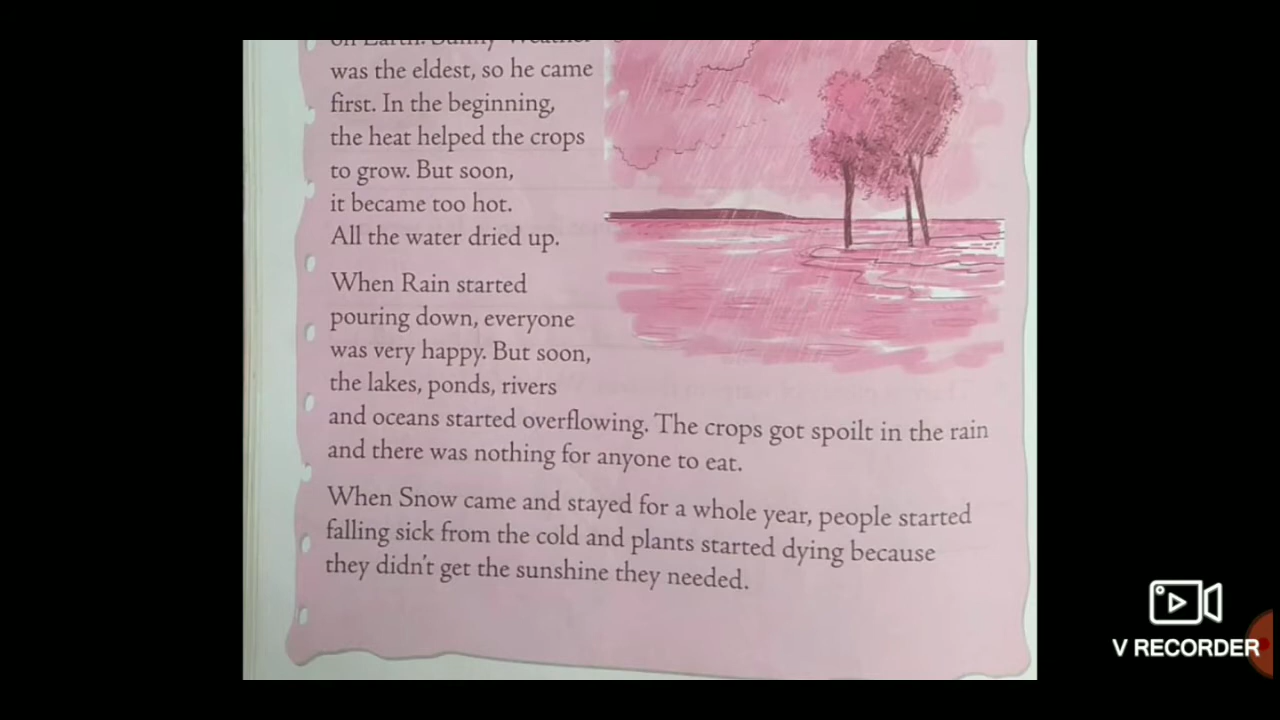 on Earth. Sunny Weather
was the eldest, so he came
first. In the beginning,
the heat helped the crops
to grow. But soon,
it became too hot.
All the water dried up.
When Rain started
pouring down, everyone
was very happy. But soon,
the lakes, ponds, rivers
and oceans started overflowing. The crops got spoilt in the rain
and there was nothing for anyone to eat.
When Snow came and stayed for a whole year, people started
falling sick from the cold and plants started dying because
they didn't get the sunshine they needed.
V RECORDER